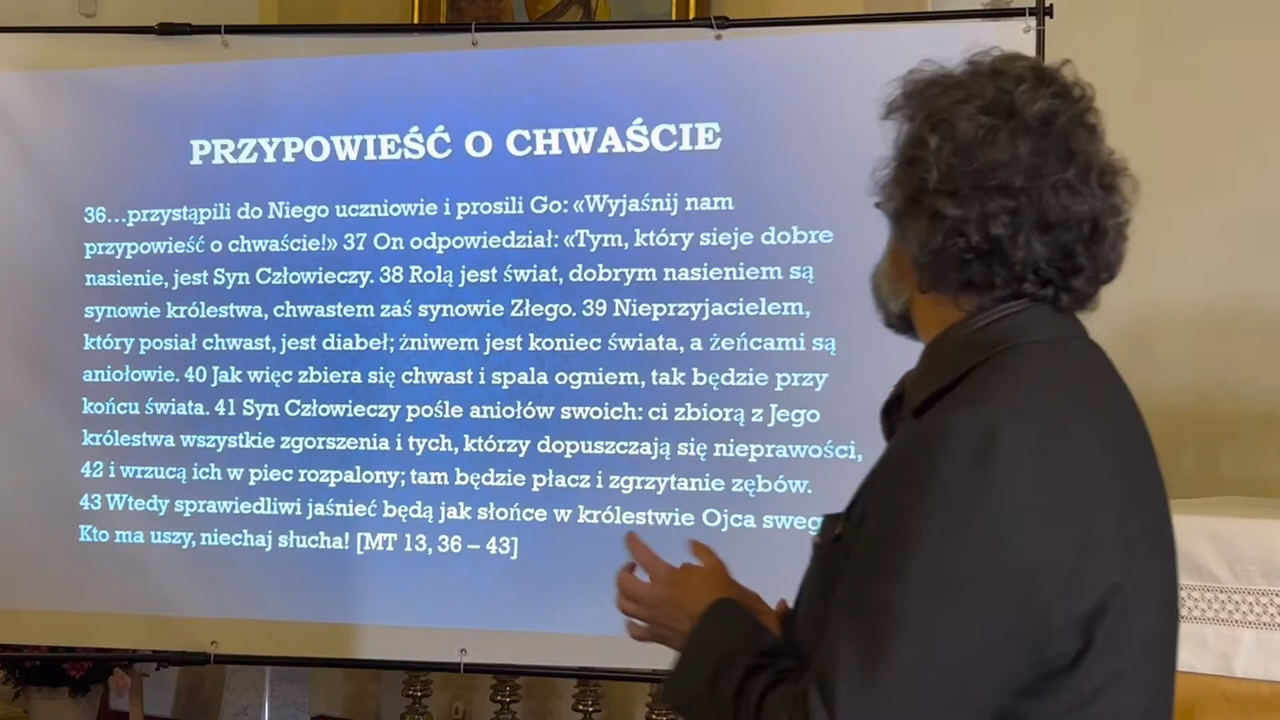 PRZYPOWIEŚĆ O CHWAŚCIE
36...przystąpili do Niego uczniowie i prosili Go: «Wyjaśnij nam
przypowieść o chwaście!» 37 On odpowiedział: «Tym, który sieje dobre
nasienie, jest Syn Człowieczy. 38 Rolą jest świat, dobrym nasieniem są
synowie królestwa, chwastem zaś synowie Złego. 39 Nieprzyjacielem,
który posiał chwast, jest diabeł; żniwem jest koniec świata, a żeńcami są
aniołowie. 40 Jak więc zbiera się chwast i spala ogniem, tak będzie przy
końcu świata. 41 Syn Człowieczy pośle aniołów swoich: ci zbiorą z Jego
królestwa wszystkie zgorszenia i tych, którzy dopuszczają się nieprawości,
42 i wrzucą ich w piec rozpalony; tam będzie płacz i zgrzytanie zębów.
43 Wtedy sprawiedliwi jaśnieć będą jak słońce w królestwie Ojca sweg
Kto ma uszy, niechaj słucha! [MT 13, 36 – 43]